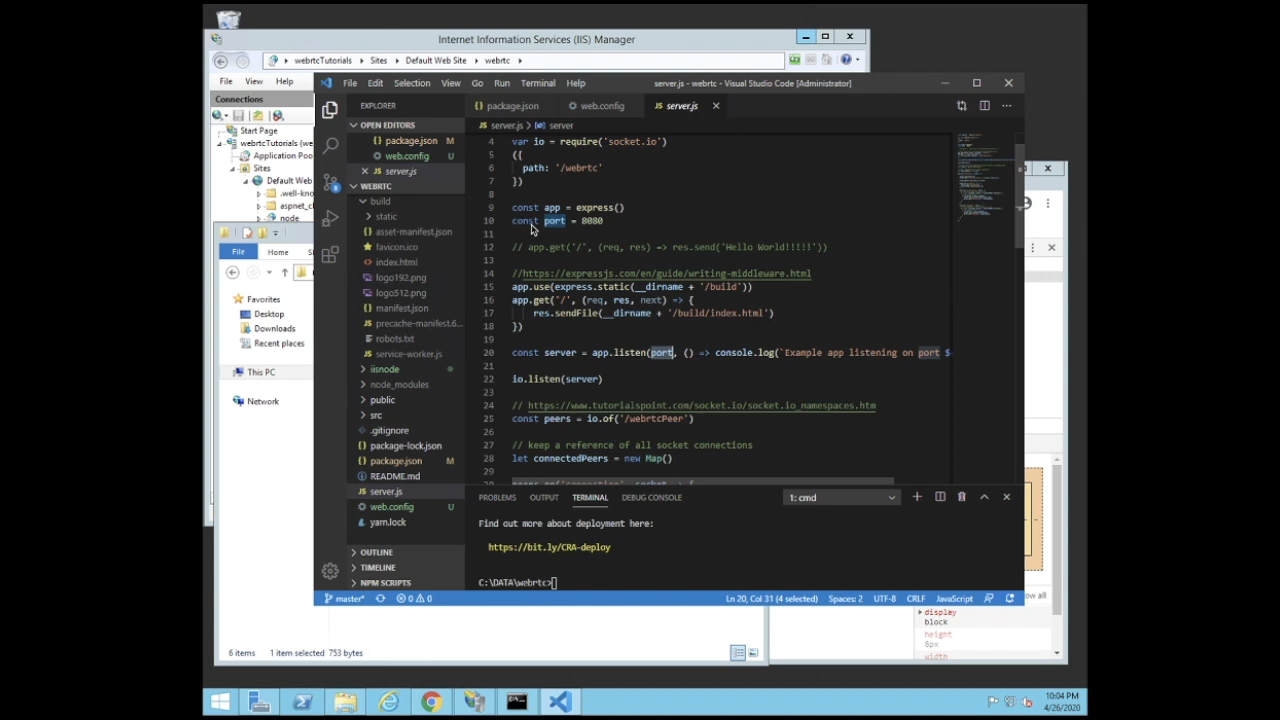 Internet Information Services (IIS) Manager
webrtcTutorials Sites Default Web Site webrtc
File View Help
Connections
Start Page
webrtcTutorials (we
Application Poo
Sites
Default Web
.well-kno
aspnet_c
node
File Home
Favorites
Desktop
Downloads
Recent places
This PC
Network
6 items 1 item selected 753 bytes
File Edit Selection View Go Run Terminal Help server.js - webrtc - Visual Studio Code [Administrator]
EXPLORER
OPEN EDITORS
package.json M
web.config U
server.js
WEBRTC
build
static
asset-manifest.json
favicon.ico
index.html
logo192.png
logo512.png
manifest.json
precache-manifest.6...
robots.txt
service-worker.js
iisnode
node_modules
public
src
.gitignore
package-lock.json
package.json M
README.md
server.js
web.config U
yarn.lock
OUTLINE
TIMELINE
NPM SCRIPTS
package.json web.config server.js
server.js > server
4 var io = require('socket.io')
5 ({
6 path: '/webrtc'
7 })
8
9 const app = express()
10 const port = 8080
11
12 // app.get('/', (req, res) => res.send('Hello World!!!!!'))
13
14 //https://expressjs.com/en/guide/writing-middleware.html
15 app.use(express.static(__dirname + '/build'))
16 app.get('/', (req, res, next) => {
17 res.sendFile(__dirname + '/build/index.html')
18 })
19
20 const server = app.listen(port, () => console.log(`Example app listening on port $
21
22 io.listen(server)
23
24 // https://www.tutorialspoint.com/socket.io/socket.io_namespaces.htm
25 const peers = io.of('/webrtcPeer')
26
27 // keep a reference of all socket connections
28 let connectedPeers = new Map()
29
PROBLEMS OUTPUT TERMINAL DEBUG CONSOLE 1: cmd
Find out more about deployment here:
https://bit.ly/CRA-deploy
C:\DATA\webrtc>
master* 0 0 Ln 20, Col 31 (4 selected) Spaces: 2 UTF-8 CRLF JavaScript
ow all
display
block
height
8px
width
10:04 PM
4/26/2020